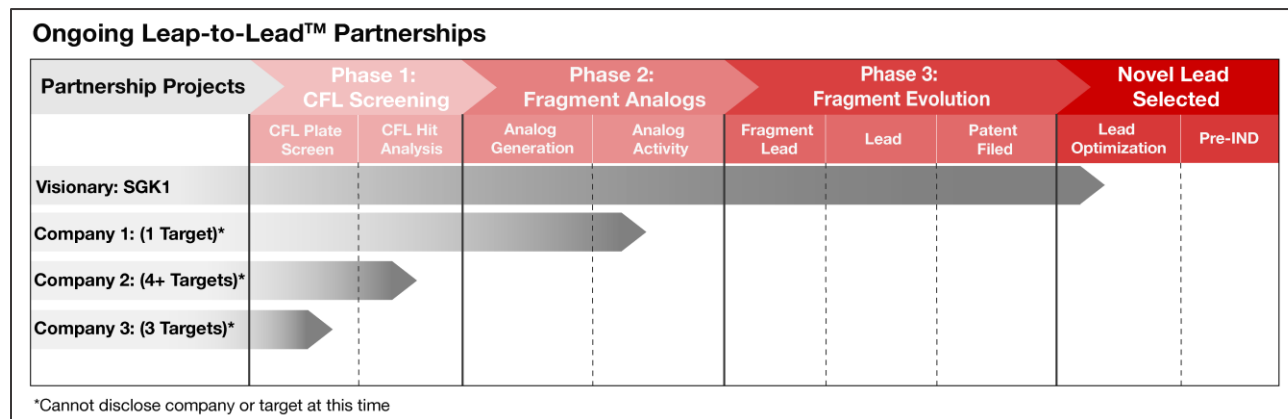 Ongoing Leap-to-Lead™ Partnerships
Partnership Projects
Phase 1:
CFL Screening
Phase 2:
Fragment Analogs
Phase 3:
Fragment Evolution
Novel Lead
Selected
CFL Plate
Screen
CFL Hit
Analysis
Analog
Generation
Analog
Activity
Fragment
Lead
Lead
Patent
Filed
Lead
Optimization
Pre-IND
Visionary: SGK1
Company 1: (1 Target)*
Company 2: (4+ Targets)*
Company 3: (3 Targets)*
*Cannot disclose company or target at this time